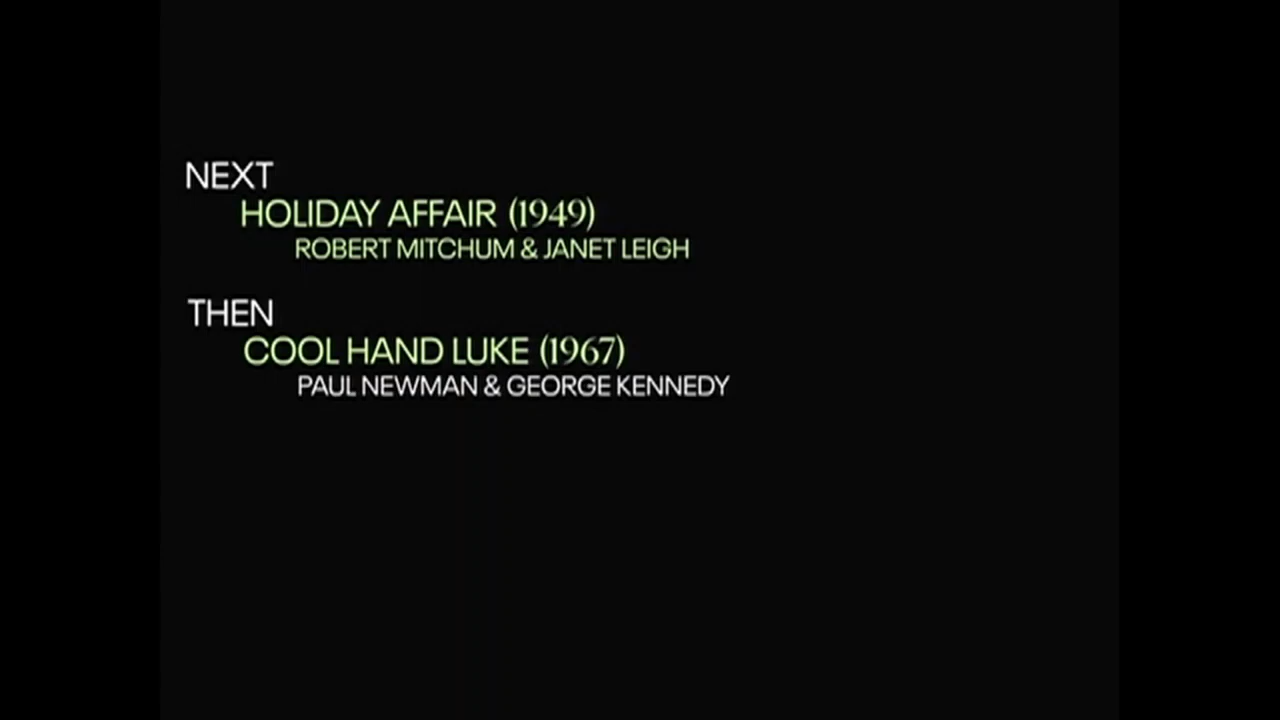 NEXT
HOLIDAY AFFAIR (1949)
ROBERT MITCHUM & JANET LEIGH
THEN
COOL HAND LUKE (1967)
PAUL NEWMAN & GEORGE KENNEDY